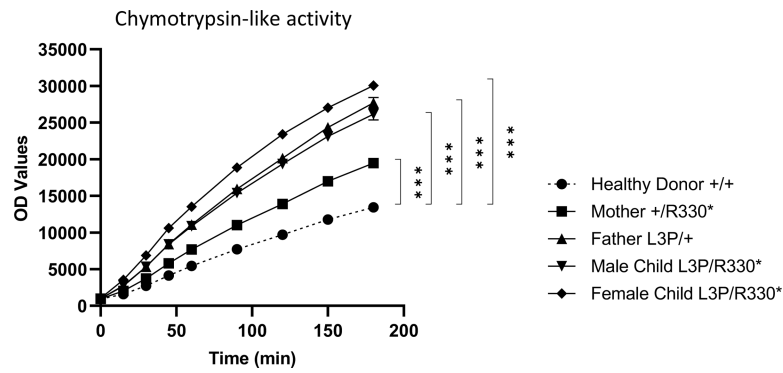 Chymotrypsin-like activity
35000
30000
25000
20000
15000
10000
5000
0
OD Values
0 50 100 150 200
Time (min)
***
***
***
***
Healthy Donor +/+
Mother +/R330*
Father L3P/+
Male Child L3P/R330*
Female Child L3P/R330*